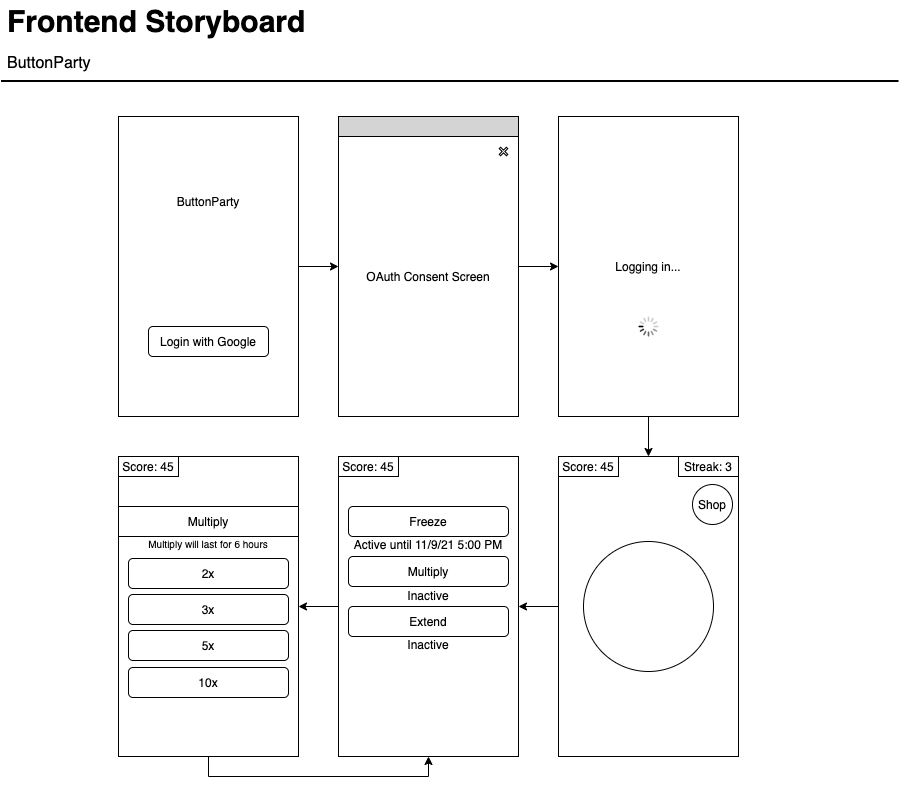 Frontend Storyboard
ButtonParty
ButtonParty
Login with Google
OAuth Consent Screen
Logging in...
Score: 45
Multiply
Multiply will last for 6 hours
2x
3x
5x
10x
Score: 45
Freeze
Active until 11/9/21 5:00 PM
Multiply
Inactive
Extend
Inactive
Score: 45
Streak: 3
Shop